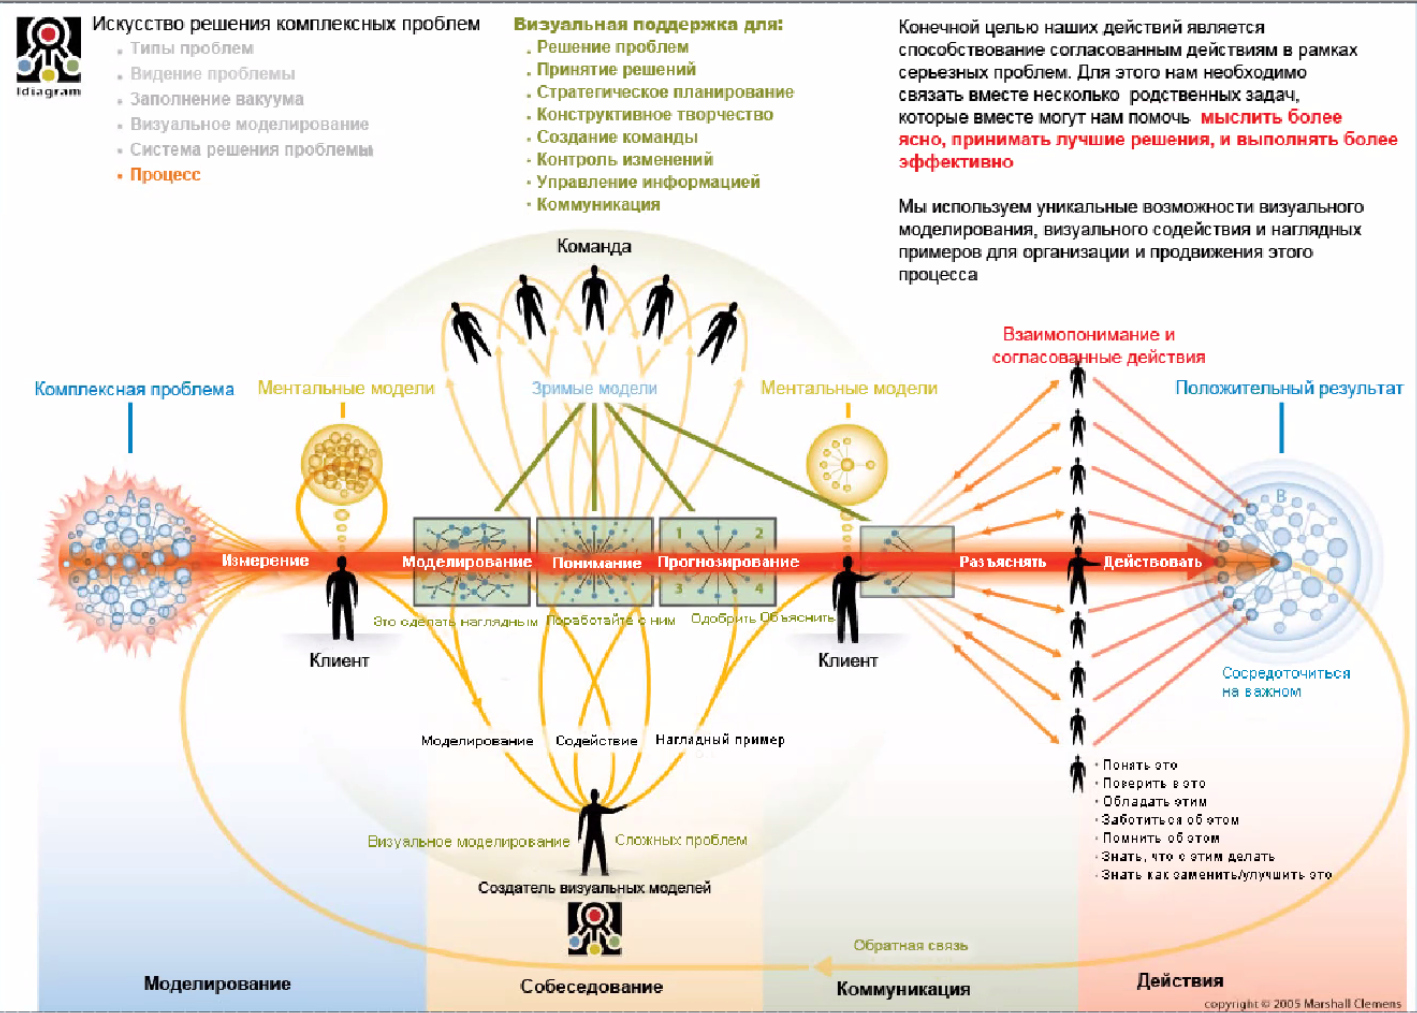 Idiagram
Искусство решения комплексных проблем
Типы проблем
Видение проблемы
Заполнение вакуума
Визуальное моделирование
Система решения проблемы
Процесс
Визуальная поддержка для:
Решение проблем
Принятие решений
Стратегическое планирование
Конструктивное творчество
Создание команды
Контроль изменений
Управление информацией
Коммуникация
Конечной целью наших действий является
способствование согласованным действиям в рамках
серьезных проблем. Для этого нам необходимо
связать вместе несколько родственных задач,
которые вместе могут нам помочь мыслить более
ясно, принимать лучшие решения, и выполнять более
эффективно
Мы используем уникальные возможности визуального
моделирования, визуального содействия и наглядных
примеров для организации и продвижения этого
процесса
Команда
Взаимопонимание и
согласованные действия
Комплексная проблема
Ментальные модели
Зримые модели
Ментальные модели
Положительный результат
A
B
1
2
Измерение
Моделирование
Понимание
Прогнозирование
Разъяснять
Действовать
3
4
Это сделать наглядным
Поработайте с ним
Одобрить
Объяснить
Клиент
Клиент
Сосредоточиться
на важном
Моделирование
Содействие
Нагладный пример
Понять это
Поверить в это
Обладать этим
Заботиться об этом
Помнить об этом
Знать, что с этим делать
Знать как заменить/улучшить это
Визуальное моделирование
Сложных проблем
Создатель визуальных моделей
Обратная связь
Моделирование
Собеседование
Коммуникация
Действия
copyright © 2005 Marshall Clemens